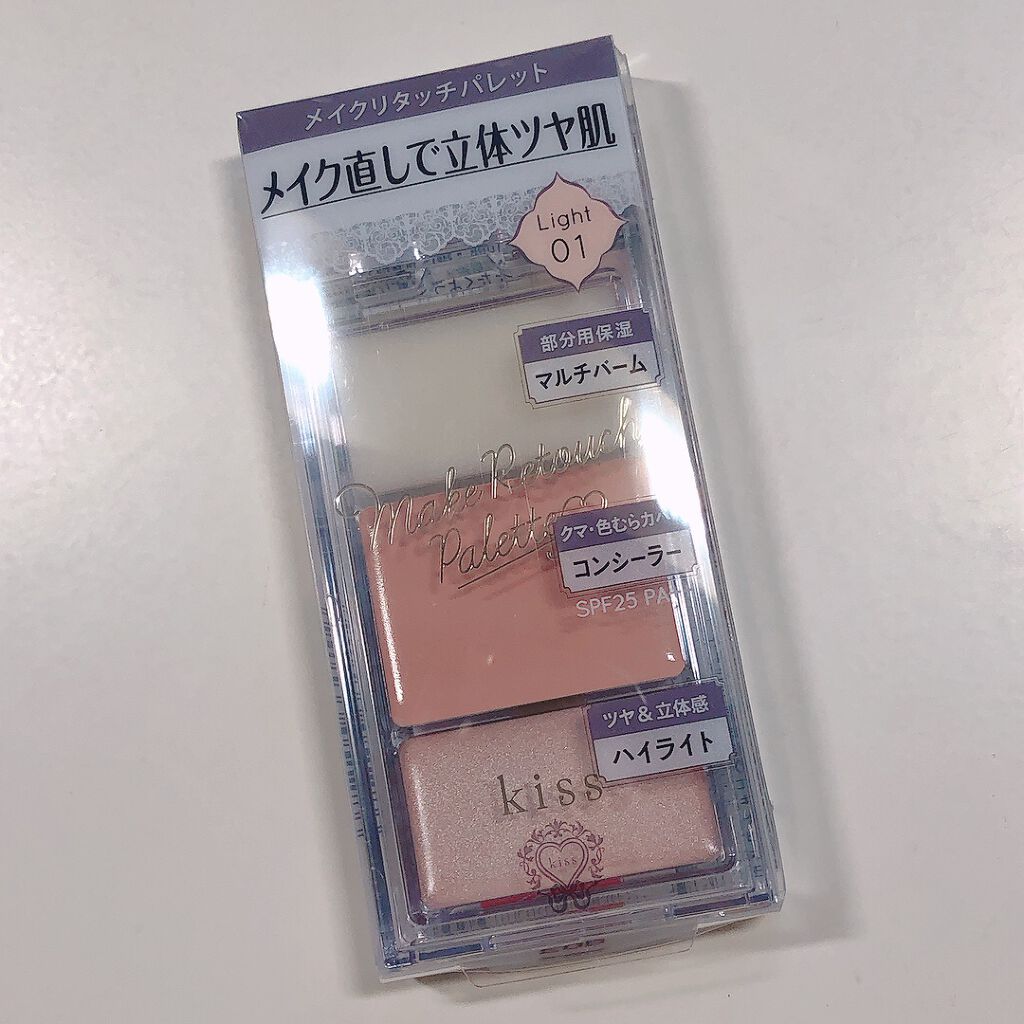 メイクリタッチパレット
メイク直しで立体ツヤ肌
Light
01
部分用保湿
マルチバーム
Make Retouch
Palette
クマ・色むらカバ
コンシーラー
SPF25 PA
ツヤ&立体感
ハイライト
kiss
kiss